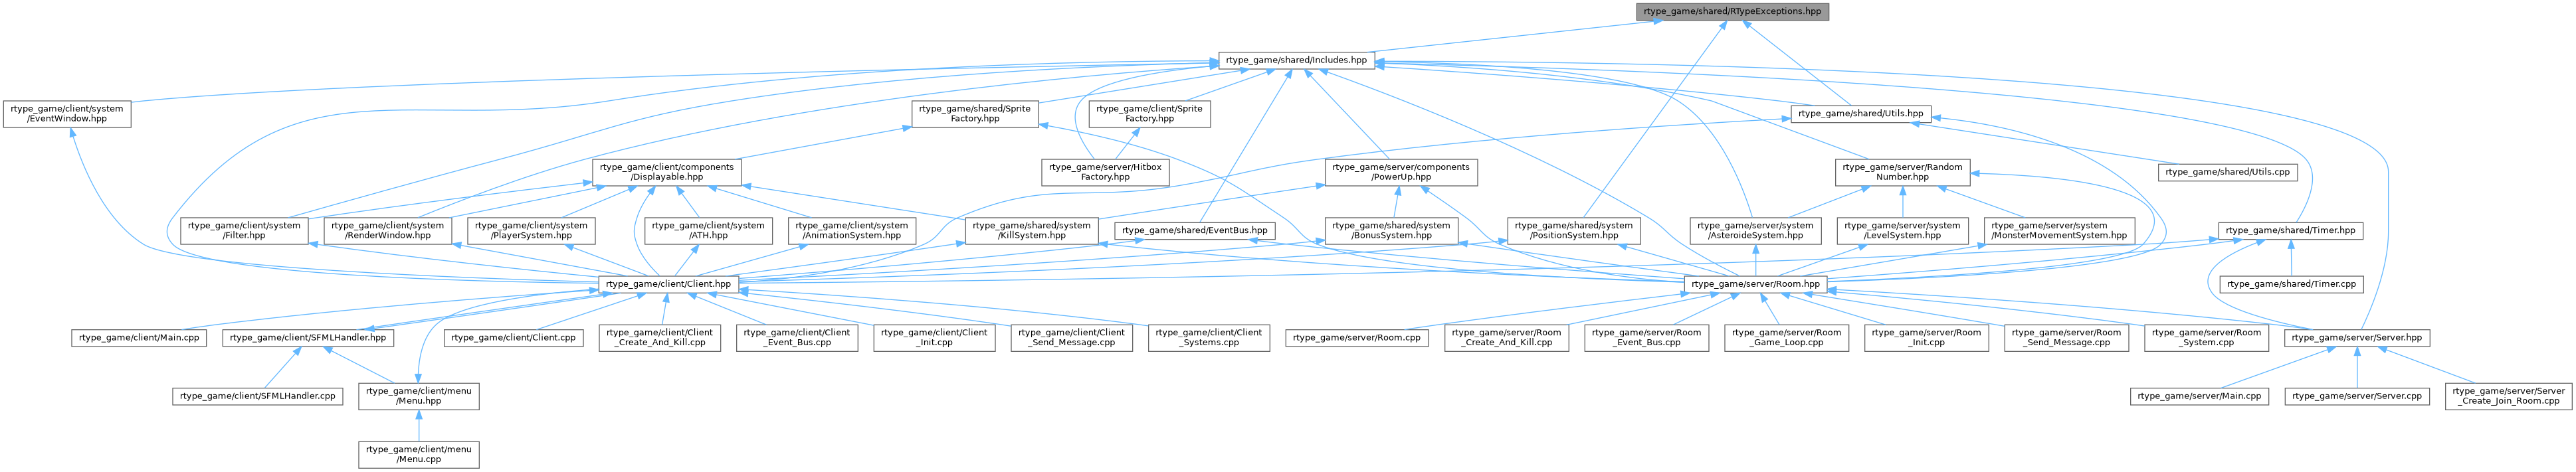 rtype_game/shared/RTypeExceptions.hpp
rtype_game/shared/Includes.hpp
rtype_game/client/system
/EventWindow.hpp
rtype_game/shared/Sprite
Factory.hpp
rtype_game/client/Sprite
Factory.hpp
rtype_game/shared/Utils.hpp
rtype_game/client/components
/Displayable.hpp
rtype_game/server/Hitbox
Factory.hpp
rtype_game/server/components
/PowerUp.hpp
rtype_game/server/Random
Number.hpp
rtype_game/shared/Utils.cpp
rtype_game/client/system
/Filter.hpp
rtype_game/client/system
/RenderWindow.hpp
rtype_game/client/system
/PlayerSystem.hpp
rtype_game/client/system
/ATH.hpp
rtype_game/client/system
/AnimationSystem.hpp
rtype_game/shared/system
/KillSystem.hpp
rtype_game/shared/EventBus.hpp
rtype_game/shared/system
/BonusSystem.hpp
rtype_game/shared/system
/PositionSystem.hpp
rtype_game/server/system
/AsteroideSystem.hpp
rtype_game/server/system
/LevelSystem.hpp
rtype_game/server/system
/MonsterMovementSystem.hpp
rtype_game/shared/Timer.hpp
rtype_game/client/Client.hpp
rtype_game/server/Room.hpp
rtype_game/shared/Timer.cpp
rtype_game/client/Main.cpp
rtype_game/client/SFMLHandler.hpp
rtype_game/client/Client.cpp
rtype_game/client/Client
_Create_And_Kill.cpp
rtype_game/client/Client
_Event_Bus.cpp
rtype_game/client/Client
_Init.cpp
rtype_game/client/Client
_Send_Message.cpp
rtype_game/client/Client
_Systems.cpp
rtype_game/server/Room.cpp
rtype_game/server/Room
_Create_And_Kill.cpp
rtype_game/server/Room
_Event_Bus.cpp
rtype_game/server/Room
_Game_Loop.cpp
rtype_game/server/Room
_Init.cpp
rtype_game/server/Room
_Send_Message.cpp
rtype_game/server/Room
_System.cpp
rtype_game/server/Server.hpp
rtype_game/client/SFMLHandler.cpp
rtype_game/client/menu
/Menu.hpp
rtype_game/server/Main.cpp
rtype_game/server/Server.cpp
rtype_game/server/Server
_Create_Join_Room.cpp
rtype_game/client/menu
/Menu.cpp